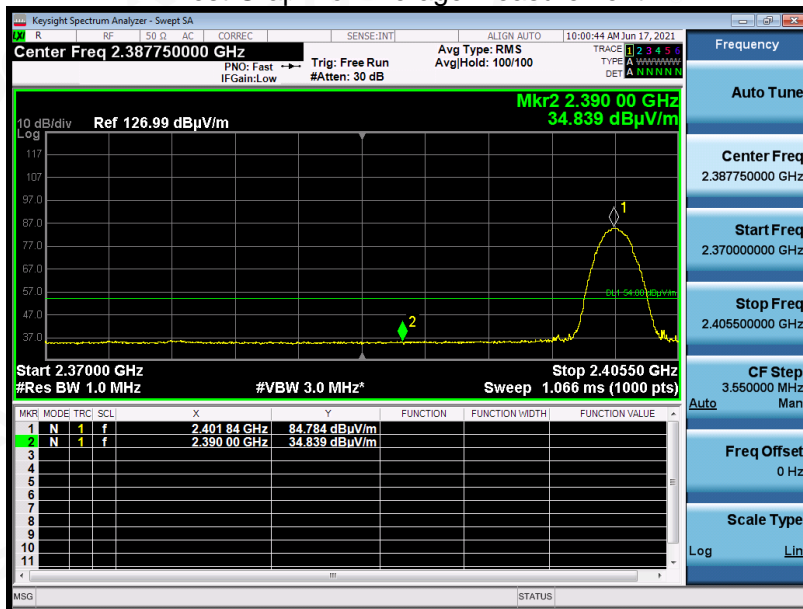 Keysight Spectrum Analyzer - Swept SA
LXI R RF 50 Ω AC CORREC SENSE:INT ALIGN AUTO 10:00:44 AM Jun 17, 2021
Center Freq 2.387750000 GHz
PNO: Fast
IFGain:Low
Trig: Free Run
#Atten: 30 dB
Avg Type: RMS
Avg|Hold: 100/100
TRACE 1 2 3 4 5 6
TYPE A WWWWW
DET A N N N N N
Frequency
Mkr2 2.390 00 GHz
34.839 dBµV/m
10 dB/div Ref 126.99 dBµV/m
Log
117
107
97.0
87.0
77.0
67.0
57.0
47.0
37.0
1
2
DL1 54.00 dBµV/m
Start 2.37000 GHz Stop 2.40550 GHz
#Res BW 1.0 MHz #VBW 3.0 MHz* Sweep 1.066 ms (1000 pts)
MKR MODE TRC SCL X Y FUNCTION FUNCTION WIDTH FUNCTION VALUE
1 N 1 f 2.401 84 GHz 84.784 dBµV/m
2 N 1 f 2.390 00 GHz 34.839 dBµV/m
3
4
5
6
7
8
9
10
11
Auto Tune
Center Freq
2.387750000 GHz
Start Freq
2.370000000 GHz
Stop Freq
2.405500000 GHz
CF Step
3.550000 MHz
Auto Man
Freq Offset
0 Hz
Scale Type
Log Lin
MSG STATUS